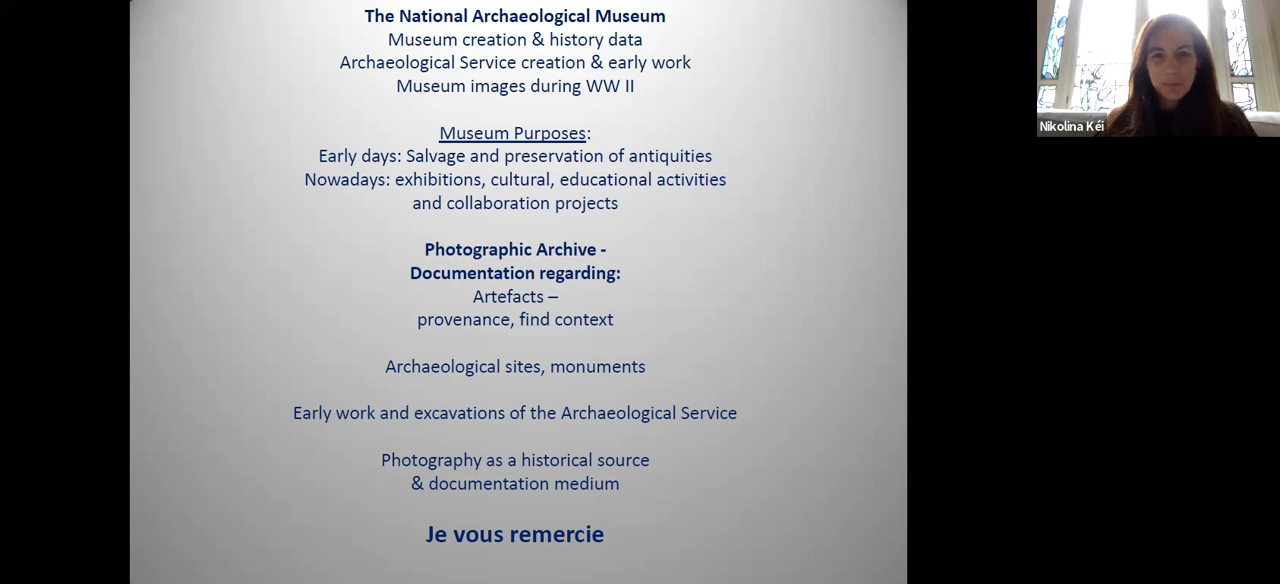 The National Archaeological Museum
Museum creation & history data
Archaeological Service creation & early work
Museum images during WW II
Museum Purposes:
Early days: Salvage and preservation of antiquities
Nowadays: exhibitions, cultural, educational activities
and collaboration projects
Photographic Archive -
Documentation regarding:
Artefacts –
provenance, find context
Archaeological sites, monuments
Early work and excavations of the Archaeological Service
Photography as a historical source
& documentation medium
Je vous remercie
Nikolina Kéi